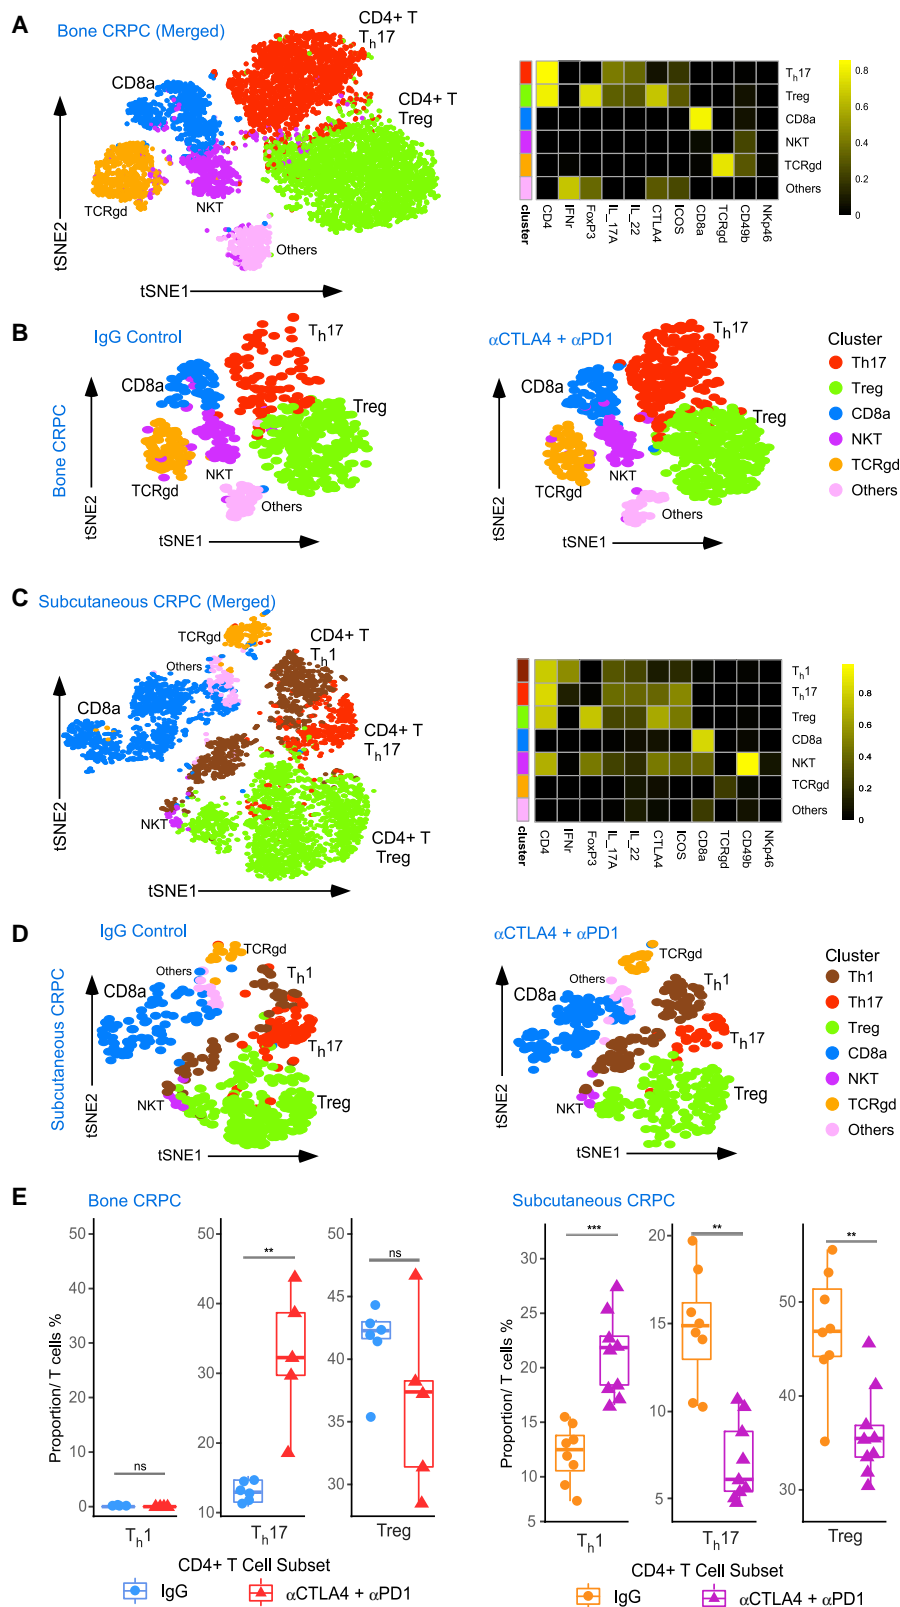 A
Bone CRPC (Merged)
CD4+ T
Th17
CD8a
CD4+ T
Treg
TCRgd
NKT
Others
tSNE2
tSNE1
Th17
Treg
CD8a
NKT
TCRgd
Others
cluster
CD4
IFNr
FoxP3
IL_17A
IL_22
CTLA4
ICOS
CD8a
TCRgd
CD49b
NKp46
0.8
0.6
0.4
0.2
0
B
Bone CRPC
IgG Control
Th17
CD8a
Treg
TCRgd
NKT
Others
tSNE2
tSNE1
αCTLA4 + αPD1
Th17
CD8a
Treg
TCRgd
NKT
Others
tSNE2
tSNE1
Cluster
Th17
Treg
CD8a
NKT
TCRgd
Others
C
Subcutaneous CRPC (Merged)
TCRgd
CD4+ T
Th1
Others
CD8a
CD4+ T
Th17
NKT
CD4+ T
Treg
tSNE2
tSNE1
Th1
Th17
Treg
CD8a
NKT
TCRgd
Others
cluster
CD4
IFNr
FoxP3
IL_17A
IL_22
CTLA4
ICOS
CD8a
TCRgd
CD49b
NKp46
0.8
0.6
0.4
0.2
0
D
Subcutaneous CRPC
IgG Control
TCRgd
Others
Th1
CD8a
Th17
NKT
Treg
tSNE2
tSNE1
αCTLA4 + αPD1
TCRgd
Others
Th1
CD8a
Th17
NKT
Treg
tSNE2
tSNE1
Cluster
Th1
Th17
Treg
CD8a
NKT
TCRgd
Others
E
Bone CRPC
Proportion/ T cells %
50
40
30
20
10
0
ns
Th1
50
40
30
20
10
**
Th17
50
45
40
35
30
ns
Treg
CD4+ T Cell Subset
IgG
αCTLA4 + αPD1
Subcutaneous CRPC
Proportion/ T cells %
30
25
20
15
10
5
***
Th1
20
15
10
5
**
Th17
50
40
30
**
Treg
CD4+ T Cell Subset
IgG
αCTLA4 + αPD1